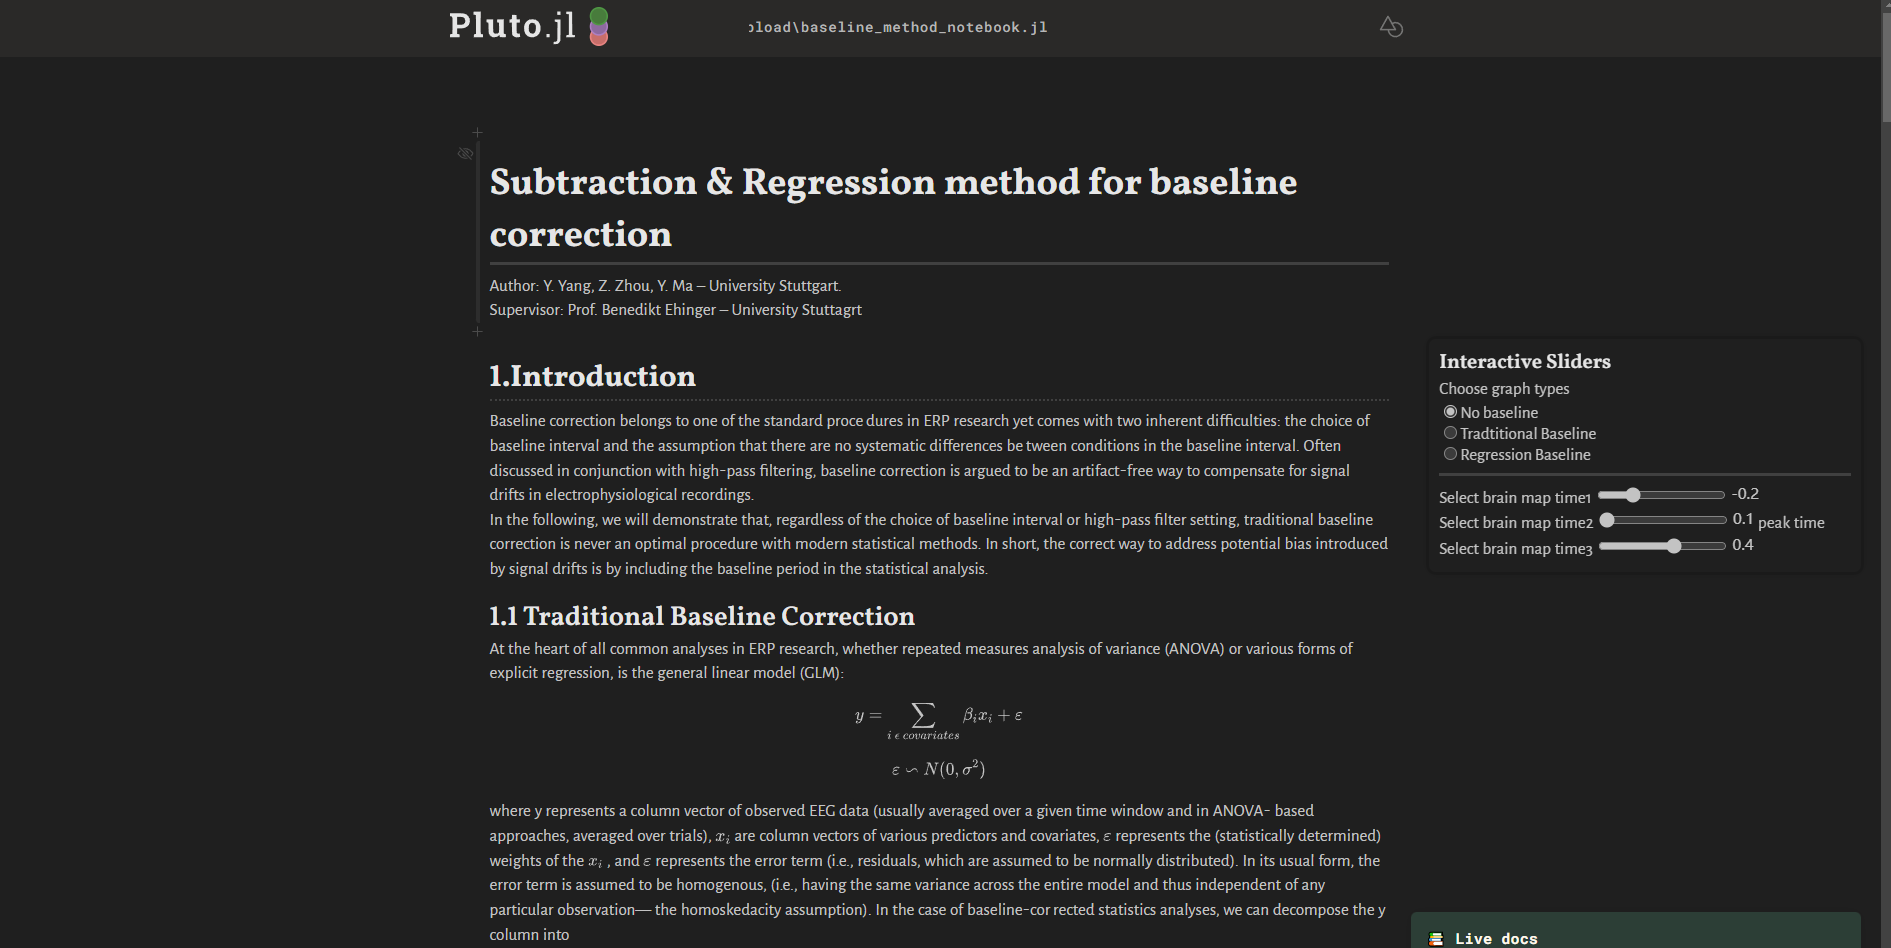 Pluto.jl
oload\baseline_method_notebook.jl
Subtraction & Regression method for baseline
correction
Author: Y. Yang, Z. Zhou, Y. Ma – University Stuttgart.
Supervisor: Prof. Benedikt Ehinger – University Stuttagrt
1.Introduction
Baseline correction belongs to one of the standard proce dures in ERP research yet comes with two inherent difficulties: the choice of
baseline interval and the assumption that there are no systematic differences be tween conditions in the baseline interval. Often
discussed in conjunction with high-pass filtering, baseline correction is argued to be an artifact-free way to compensate for signal
drifts in electrophysiological recordings.
In the following, we will demonstrate that, regardless of the choice of baseline interval or high-pass filter setting, traditional baseline
correction is never an optimal procedure with modern statistical methods. In short, the correct way to address potential bias introduced
by signal drifts is by including the baseline period in the statistical analysis.
1.1 Traditional Baseline Correction
At the heart of all common analyses in ERP research, whether repeated measures analysis of variance (ANOVA) or various forms of
explicit regression, is the general linear model (GLM):
y = ∑ βᵢxᵢ + ε
i ϵ covariates
ε ∽ N(0, σ²)
where y represents a column vector of observed EEG data (usually averaged over a given time window and in ANOVA- based
approaches, averaged over trials), xᵢ are column vectors of various predictors and covariates, ε represents the (statistically determined)
weights of the xᵢ , and ε represents the error term (i.e., residuals, which are assumed to be normally distributed). In its usual form, the
error term is assumed to be homogenous, (i.e., having the same variance across the entire model and thus independent of any
particular observation— the homoskedacity assumption). In the case of baseline-cor rected statistics analyses, we can decompose the y
column into
Interactive Sliders
Choose graph types
No baseline
Tradtitional Baseline
Regression Baseline
Select brain map time1 -0.2
Select brain map time2 0.1 peak time
Select brain map time3 0.4
Live docs